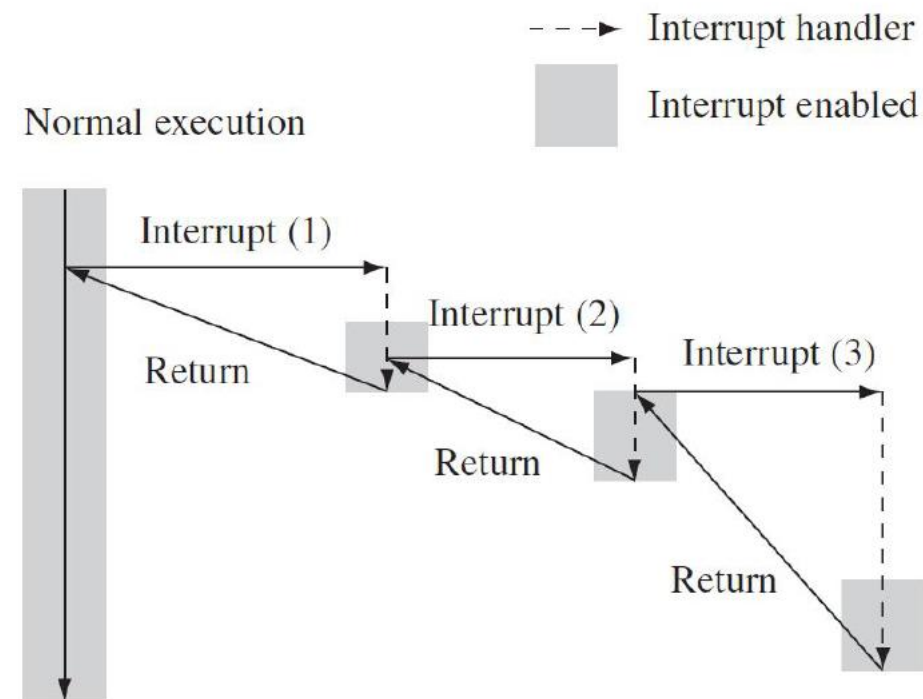 Interrupt handler
Interrupt enabled
Normal execution
Interrupt (1)
Interrupt (2)
Interrupt (3)
Return
Return
Return